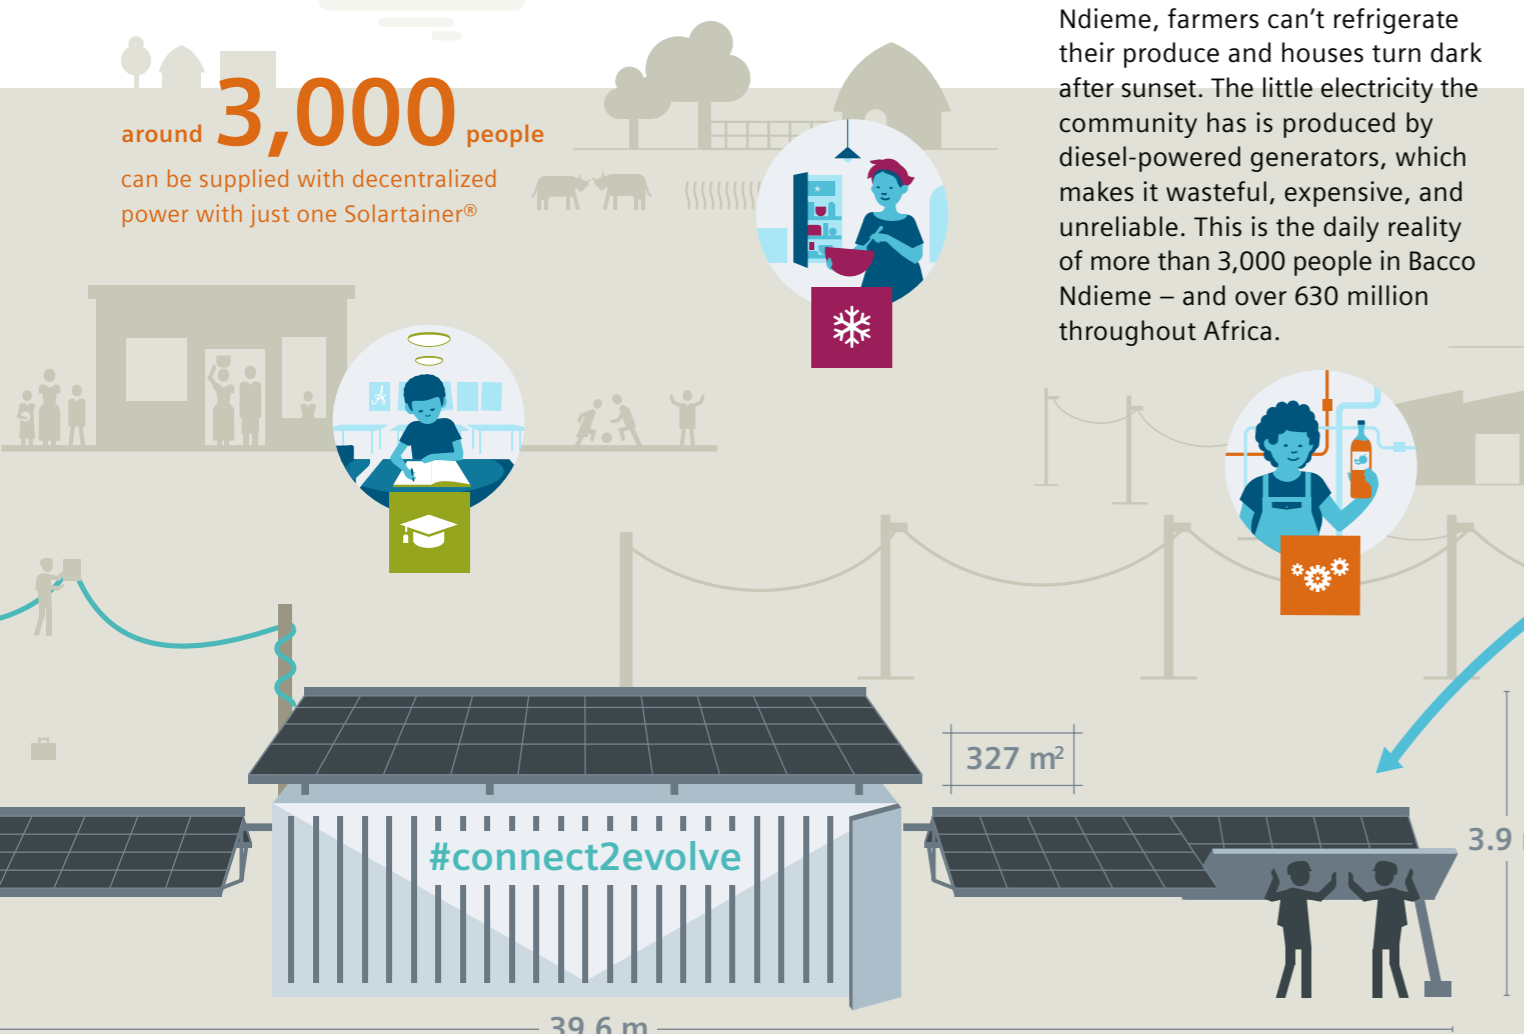 around 3,000 people
can be supplied with decentralized
power with just one Solartainer®
Ndieme, farmers can’t refrigerate
their produce and houses turn dark
after sunset. The little electricity the
community has is produced by
diesel-powered generators, which
makes it wasteful, expensive, and
unreliable. This is the daily reality
of more than 3,000 people in Bacco
Ndieme – and over 630 million
throughout Africa.
A
327 m²
#connect2evolve
3.9
39.6 m